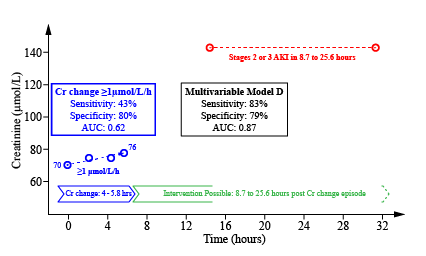 Creatinine (µmol/L)
140
120
100
80
60
Stages 2 or 3 AKI in 8.7 to 25.6 hours
Cr change ≥1µmol/L/h
Sensitivity: 43%
Specificity: 80%
AUC: 0.62
Multivariable Model D
Sensitivity: 83%
Specificity: 79%
AUC: 0.87
70
76
≥1 µmol/L/h
Cr change: 4 - 5.8 hrs
Intervention Possible: 8.7 to 25.6 hours post Cr change episode
0 4 8 12 16 20 24 28 32
Time (hours)